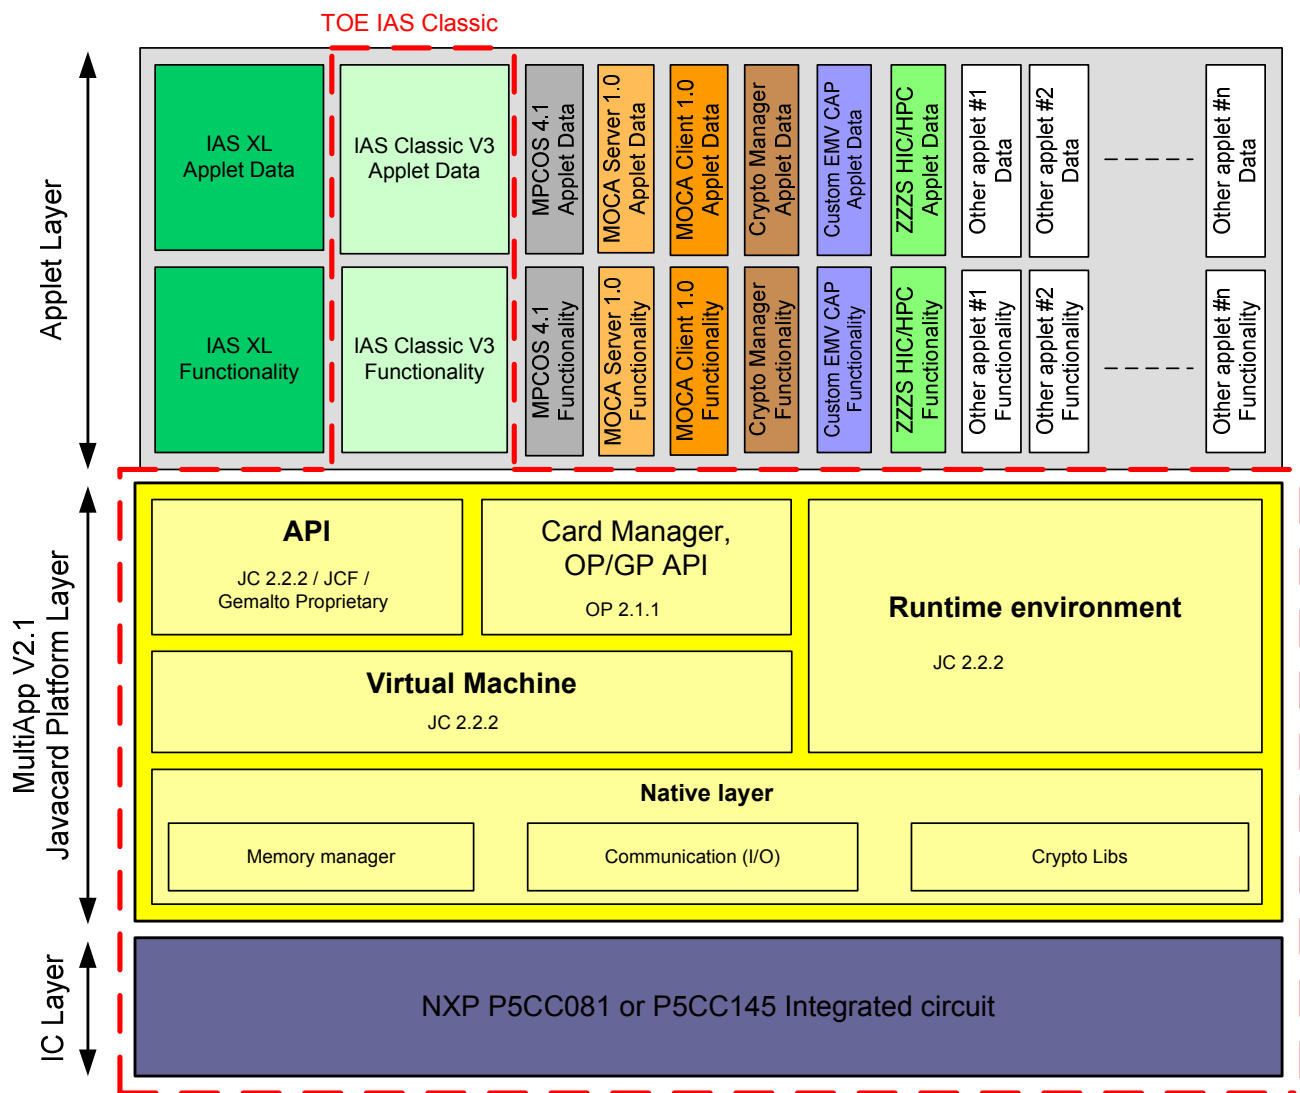 TOE IAS Classic
Applet Layer
IAS XL
Applet Data
IAS Classic V3
Applet Data
MPCOS 4.1
Applet Data
MOCA Server 1.0
Applet Data
MOCA Client 1.0
Applet Data
Crypto Manager
Applet Data
Custom EMV CAP
Applet Data
ZZZS HIC/HPC
Applet Data
Other applet #1
Data
Other applet #2
Data
Other applet #n
Data
IAS XL
Functionality
IAS Classic V3
Functionality
MPCOS 4.1
Functionality
MOCA Server 1.0
Functionality
MOCA Client 1.0
Functionality
Crypto Manager
Functionality
Custom EMV CAP
Functionality
ZZZS HIC/HPC
Functionality
Other applet #1
Functionality
Other applet #2
Functionality
Other applet #n
Functionality
MultiApp V2.1
Javacard Platform Layer
API
JC 2.2.2 / JCF /
Gemalto Proprietary
Card Manager,
OP/GP API
OP 2.1.1
Runtime environment
JC 2.2.2
Virtual Machine
JC 2.2.2
Native layer
Memory manager
Communication (I/O)
Crypto Libs
IC Layer
NXP P5CC081 or P5CC145 Integrated circuit